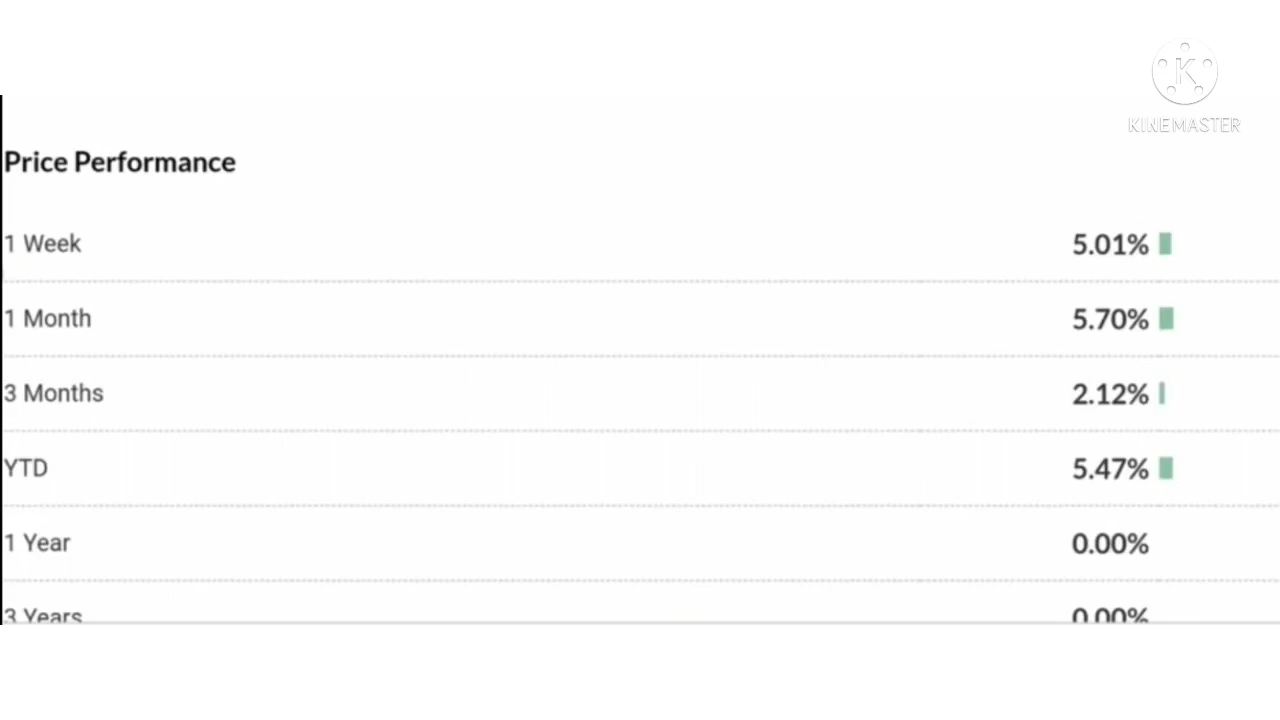 K
KINEMASTER
Price Performance
1 Week 5.01%
1 Month 5.70%
3 Months 2.12%
YTD 5.47%
1 Year 0.00%
3 Years 0.00%